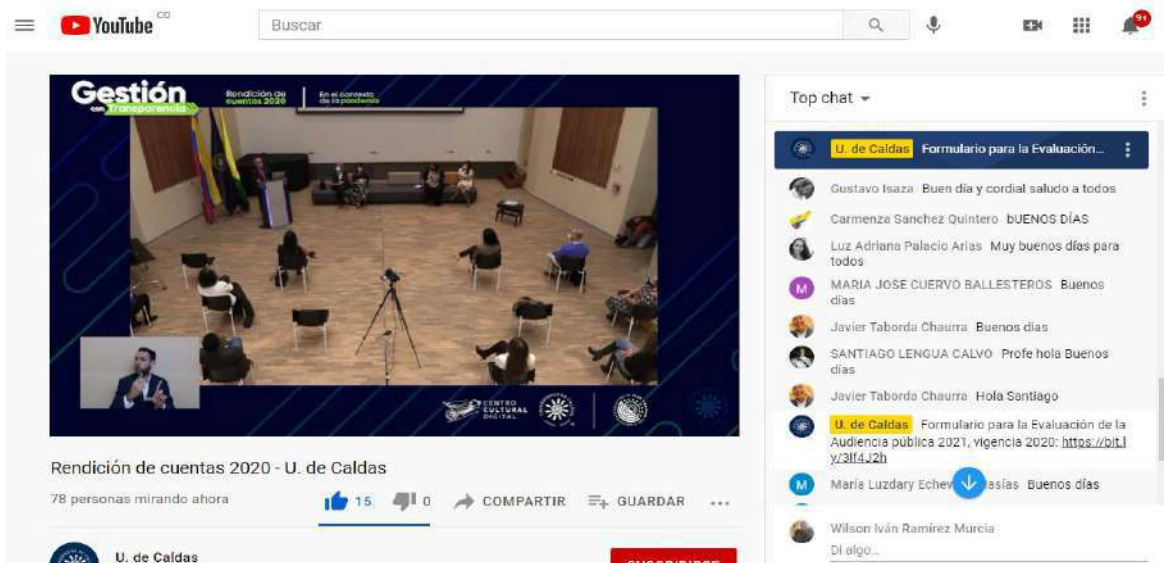 YouTube CO
Buscar
9+
Gestión
con Transparencia
Rendición de
cuentas 2020
En el contexto
de la pandemia
CENTRO
CULTURAL
DIGITAL
Rendición de cuentas 2020 - U. de Caldas
78 personas mirando ahora
15
0
COMPARTIR
GUARDAR
U. de Caldas
SUSCRIBIRSE
Top chat
U. de Caldas Formulario para la Evaluación...
Gustavo Isaza Buen día y cordial saludo a todos
Carmenza Sanchez Quintero bUENOS DÍAS
Luz Adriana Palacio Arias Muy buenos días para
todos
MARIA JOSE CUERVO BALLESTEROS Buenos
días
Javier Taborda Chaurra Buenos días
SANTIAGO LENGUA CALVO Profe hola Buenos
días
Javier Taborda Chaurra Hola Santiago
U. de Caldas Formulario para la Evaluación de la
Audiencia pública 2021, vigencia 2020: https://bit.l
y/3lf4J2h
María Luzdary Buenos días
Wilson Iván Ramírez Murcia
Di algo...